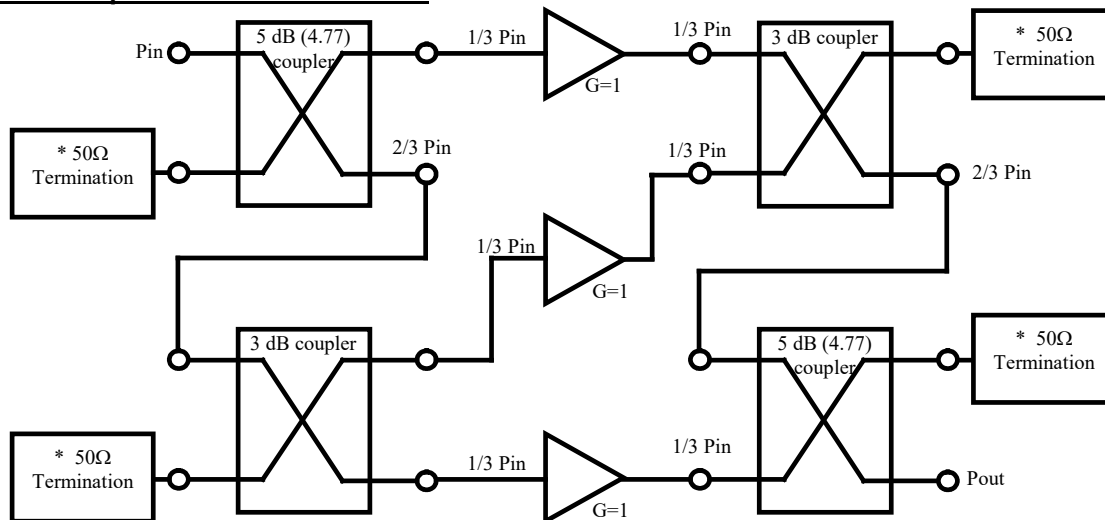 5 dB (4.77)
coupler
Pin
1/3 Pin
G=1
1/3 Pin
3 dB coupler
* 50Ω
Termination
* 50Ω
Termination
2/3 Pin
1/3 Pin
2/3 Pin
1/3 Pin
G=1
3 dB coupler
5 dB (4.77)
coupler
* 50Ω
Termination
* 50Ω
Termination
1/3 Pin
G=1
1/3 Pin
Pout